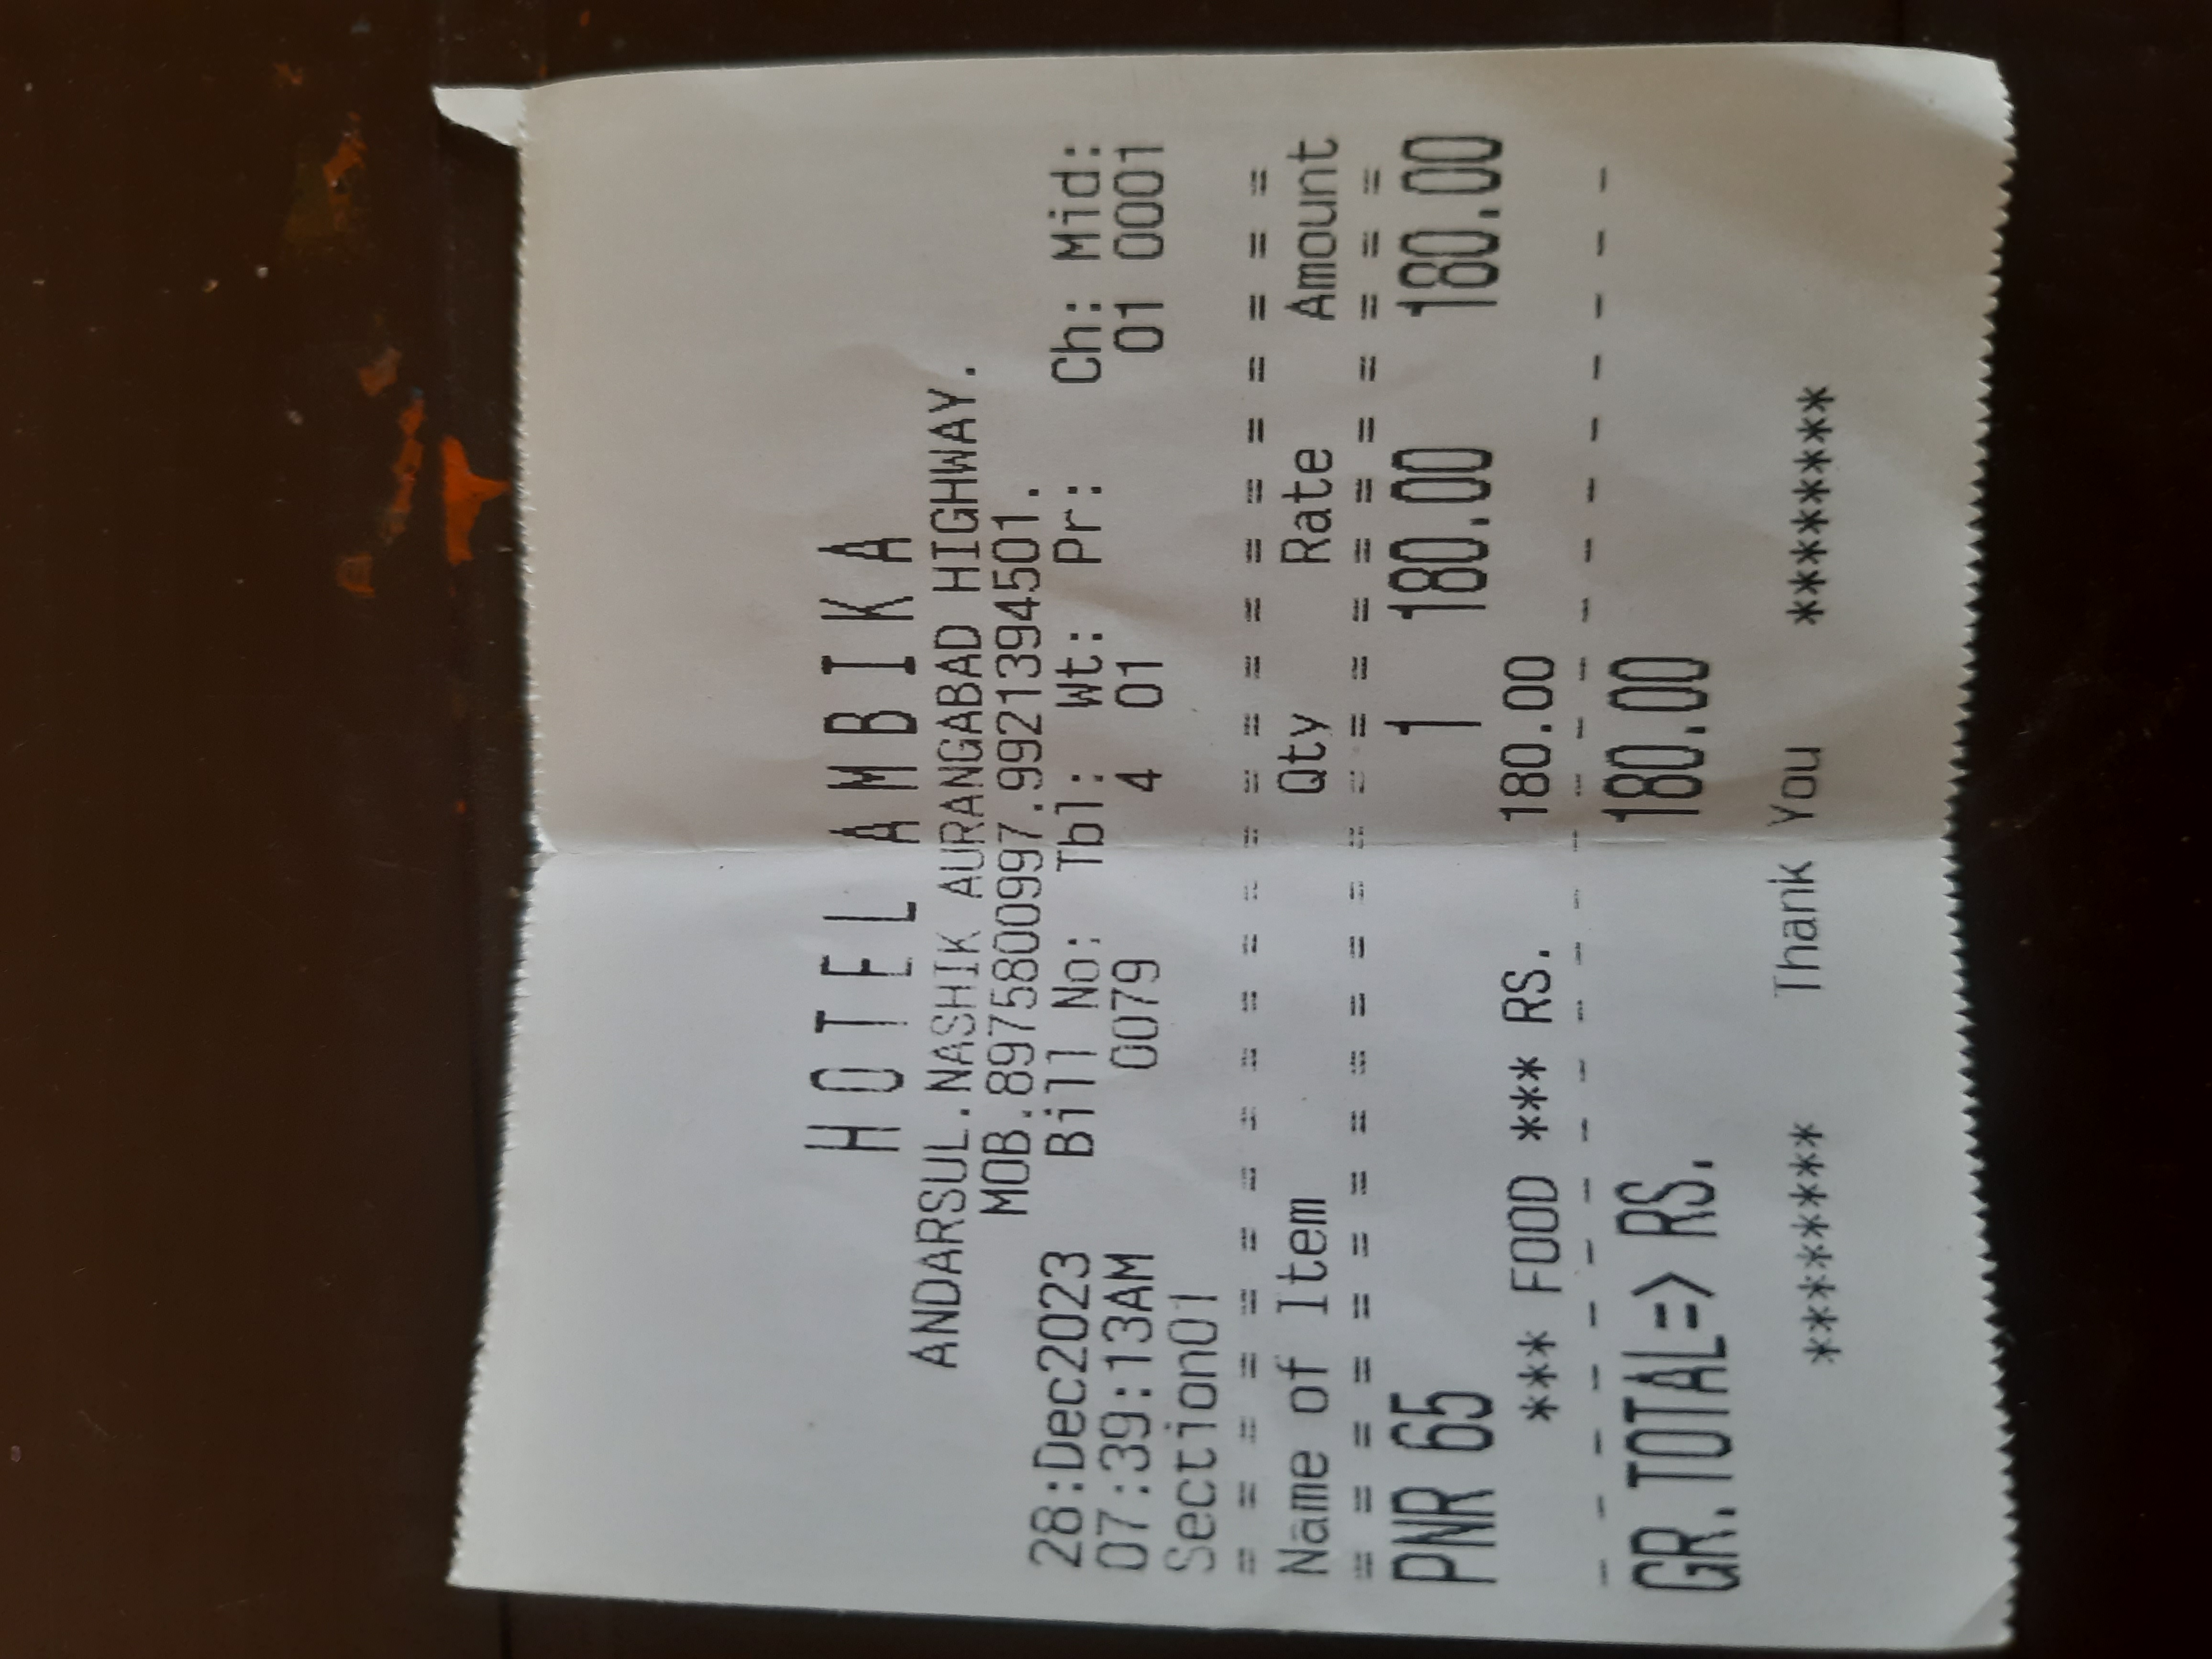 HOTEL AMBIKA
ANDARSUL.NASHIK AURANGABAD HIGHWAY.
MOB.8975800997.9921394501.
28:Dec2023 Bill No: Tbl: Wt: Pr: Ch: Mid:
07:39:13AM 0079 4 01 01 0001
Section01
= = = = = = = = = = = = = = = = = = = = = = = =
Name of Item Qty Rate Amount
= = = = = = = = = = = = = = = = = = = = = = = =
PNR 65 1 180.00 180.00
*** FOOD *** RS. 180.00
- - - - - - - - - - - - - - - - - - - - - - - -
GR.TOTAL=> RS. 180.00
******** Thank You ********